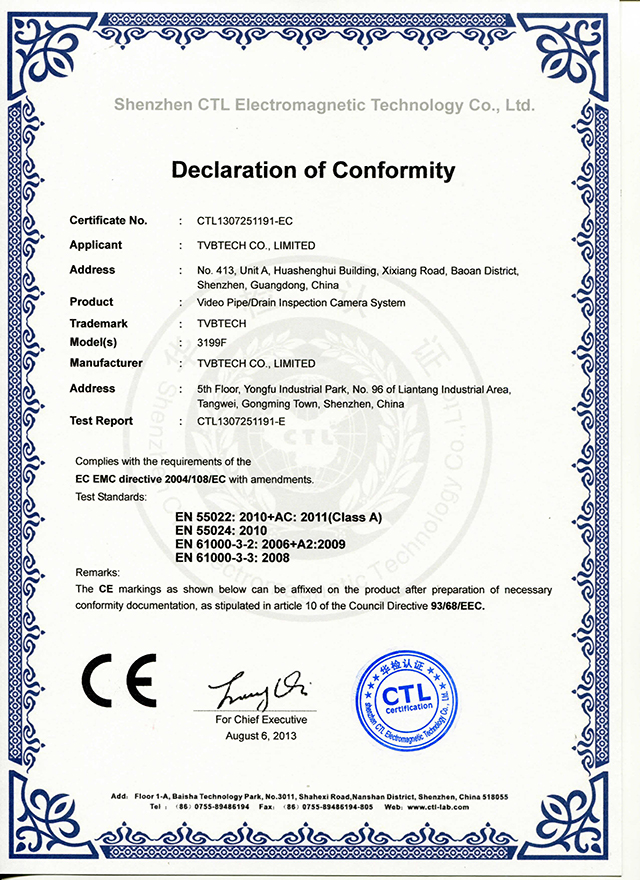 Shenzhen CTL Electromagnetic Technology Co., Ltd.
Declaration of Conformity
Certificate No. : CTL1307251191-EC
Applicant : TVBTECH CO., LIMITED
Address : No. 413, Unit A, Huashenghui Building, Xixiang Road, Baoan District,
Shenzhen, Guangdong, China
Product : Video Pipe/Drain Inspection Camera System
Trademark : TVBTECH
Model(s) : 3199F
Manufacturer : TVBTECH CO., LIMITED
Address : 5th Floor, Yongfu Industrial Park, No. 96 of Liantang Industrial Area,
Tangwei, Gongming Town, Shenzhen, China
Test Report : CTL1307251191-E
Complies with the requirements of the
EC EMC directive 2004/108/EC with amendments.
Test Standards:
EN 55022: 2010+AC: 2011(Class A)
EN 55024: 2010
EN 61000-3-2: 2006+A2:2009
EN 61000-3-3: 2008
Remarks:
The CE markings as shown below can be affixed on the product after preparation of necessary
conformity documentation, as stipulated in article 10 of the Council Directive 93/68/EEC.
CE
For Chief Executive
August 6, 2013
华检认证
CTL
Certification
Shenzhen CTL Electromagnetic Technology Co., Ltd.
Add: Floor 1-A, Baisha Technology Park, No.3011, Shahexi Road,Nanshan District, Shenzhen, China 518055
Tel : (86) 0755-89486194 Fax: (86) 0755-89486194-805 Web: www.ctl-lab.com